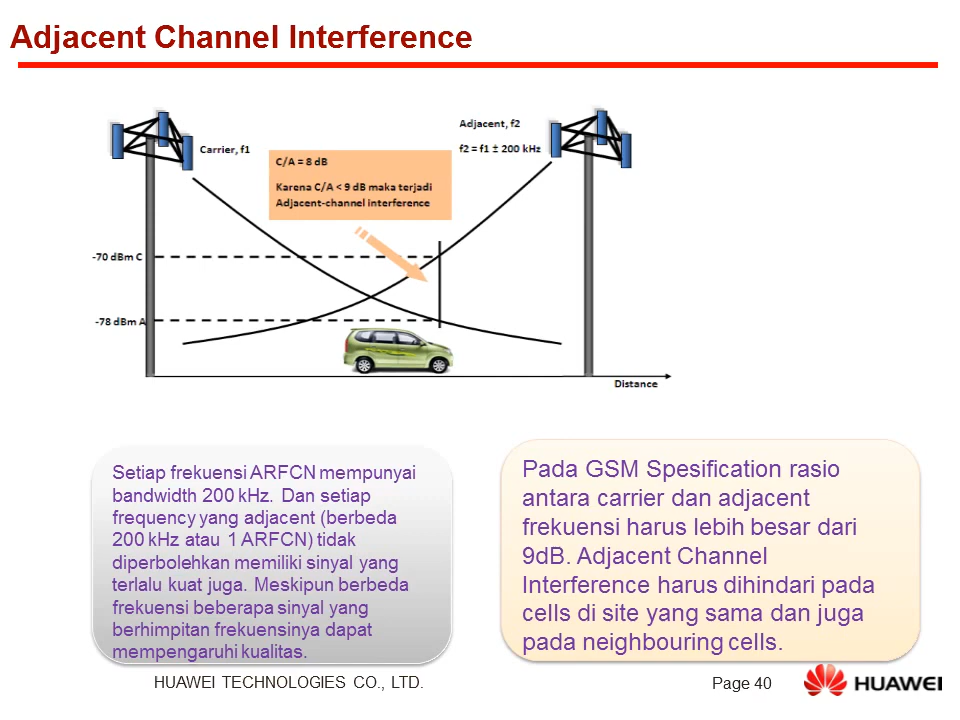 Adjacent Channel Interference
Adjacent, f2
f2 = f1 ± 200 kHz
Carrier, f1
C/A = 8 dB
Karena C/A < 9 dB maka terjadi
Adjacent-channel interference
-70 dBm C
-78 dBm A
Distance
Setiap frekuensi ARFCN mempunyai
bandwidth 200 kHz. Dan setiap
frequency yang adjacent (berbeda
200 kHz atau 1 ARFCN) tidak
diperbolehkan memiliki sinyal yang
terlalu kuat juga. Meskipun berbeda
frekuensi beberapa sinyal yang
berhimpitan frekuensinya dapat
mempengaruhi kualitas.
Pada GSM Spesification rasio
antara carrier dan adjacent
frekuensi harus lebih besar dari
9dB. Adjacent Channel
Interference harus dihindari pada
cells di site yang sama dan juga
pada neighbouring cells.
HUAWEI TECHNOLOGIES CO., LTD.
Page 40
HUAWEI